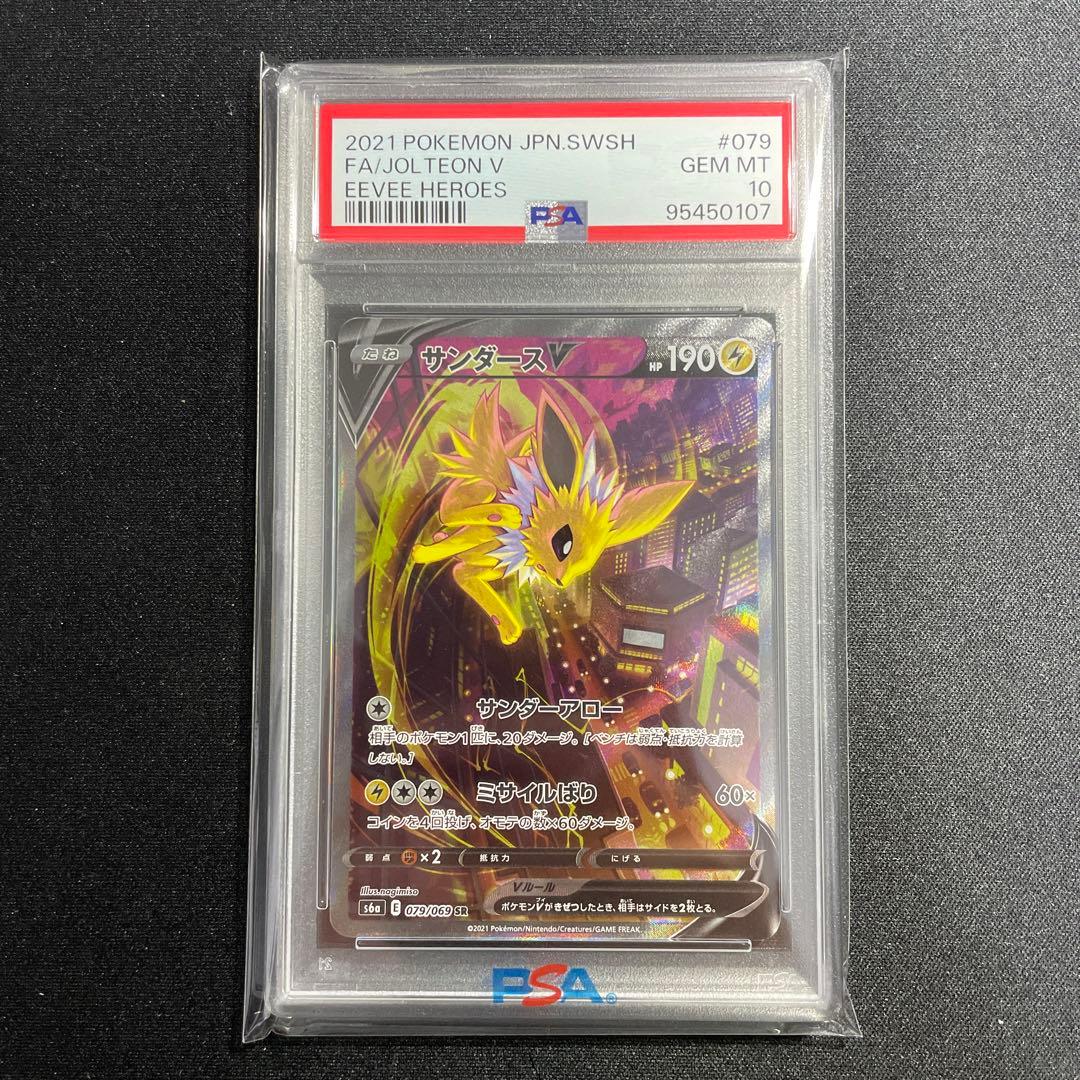 2021 POKEMON JPN.SWSH #079
FA/JOLTEON V GEM MT
EEVEE HEROES 10
PSA 95450107
たね サンダースV HP 190
サンダーアロー
相手のポケモン1匹に、20ダメージ。[ベンチは弱点・抵抗力を計算
しない。]
ミサイルばり 60×
コインを4回投げ、オモテの数×60ダメージ。
弱点 ×2 抵抗力 にげる
Vルール
Illus.nagimiso
ポケモンVがきぜつしたとき、相手はサイドを2枚とる。
s6a E 079/069 SR
©2021 Pokémon/Nintendo/Creatures/GAME FREAK.
PSA®